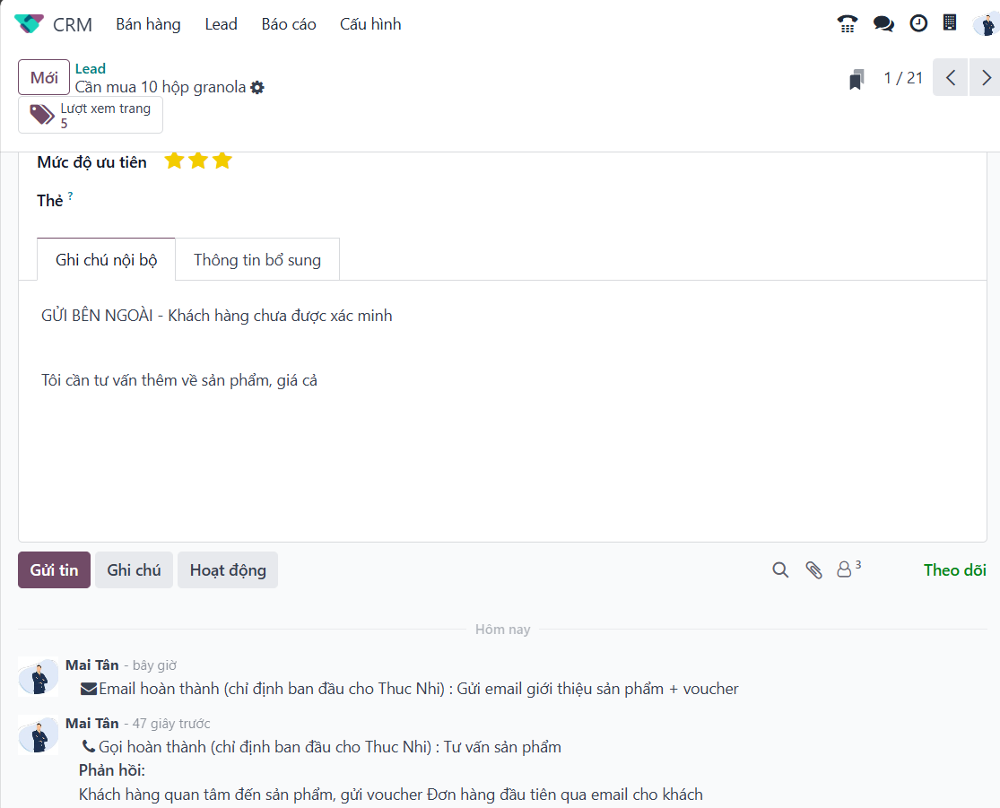 CRM Bán hàng Lead Báo cáo Cấu hình
Mới
Lead
Cần mua 10 hộp granola
1 / 21
Lượt xem trang
5
Mức độ ưu tiên
Thẻ ?
Ghi chú nội bộ Thông tin bổ sung
GỬI BÊN NGOÀI - Khách hàng chưa được xác minh
Tôi cần tư vấn thêm về sản phẩm, giá cả
Gửi tin Ghi chú Hoạt động 3 Theo dõi
Hôm nay
Mai Tân - bây giờ
Email hoàn thành (chỉ định ban đầu cho Thuc Nhi) : Gửi email giới thiệu sản phẩm + voucher
Mai Tân - 47 giây trước
Gọi hoàn thành (chỉ định ban đầu cho Thuc Nhi) : Tư vấn sản phẩm
Phản hồi:
Khách hàng quan tâm đến sản phẩm, gửi voucher Đơn hàng đầu tiên qua email cho khách